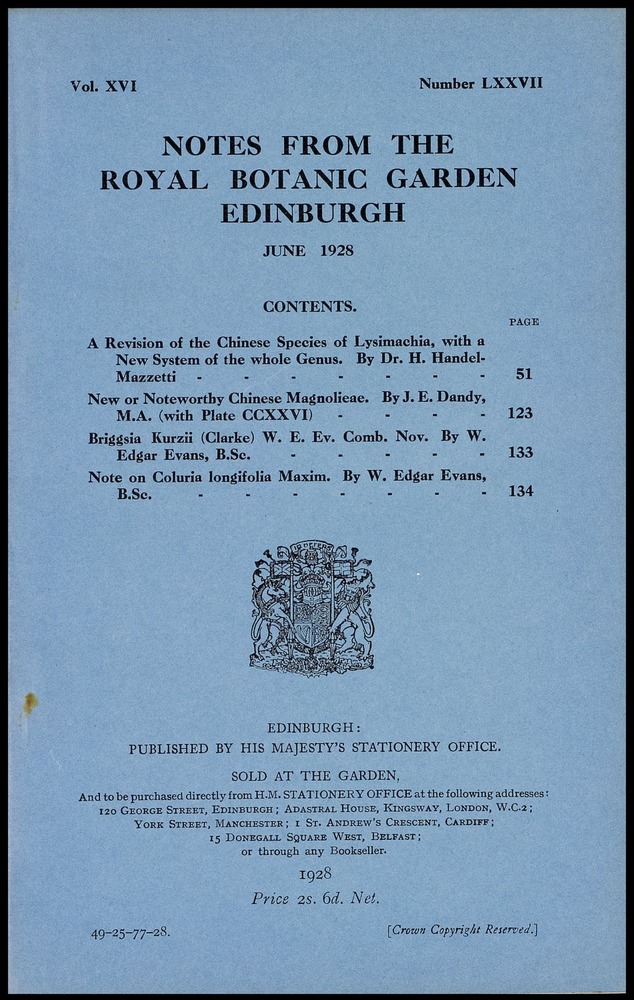 Vol. XVI Number LXXVII
NOTES FROM THE
ROYAL BOTANIC GARDEN
EDINBURGH
JUNE 1928
CONTENTS.
PAGE
A Revision of the Chinese Species of Lysimachia, with a
New System of the whole Genus. By Dr. H. Handel-
Mazzetti - - - - - - - 51
New or Noteworthy Chinese Magnolieae. By J. E. Dandy,
M.A. (with Plate CCXXVI) - - - - 123
Briggsia Kurzii (Clarke) W. E. Ev. Comb. Nov. By W.
Edgar Evans, B.Sc. - - - - - 133
Note on Coluria longifolia Maxim. By W. Edgar Evans,
B.Sc. - - - - - - - 134
IN DEFENS
EDINBURGH:
PUBLISHED BY HIS MAJESTY'S STATIONERY OFFICE.
SOLD AT THE GARDEN,
And to be purchased directly from H.M. STATIONERY OFFICE at the following addresses:
120 GEORGE STREET, EDINBURGH; ADASTRAL HOUSE, KINGSWAY, LONDON, W.C.2;
YORK STREET, MANCHESTER; 1 ST. ANDREW'S CRESCENT, CARDIFF;
15 DONEGALL SQUARE WEST, BELFAST;
or through any Bookseller.
1928
Price 2s. 6d. Net.
49-25-77-28. [Crown Copyright Reserved.]